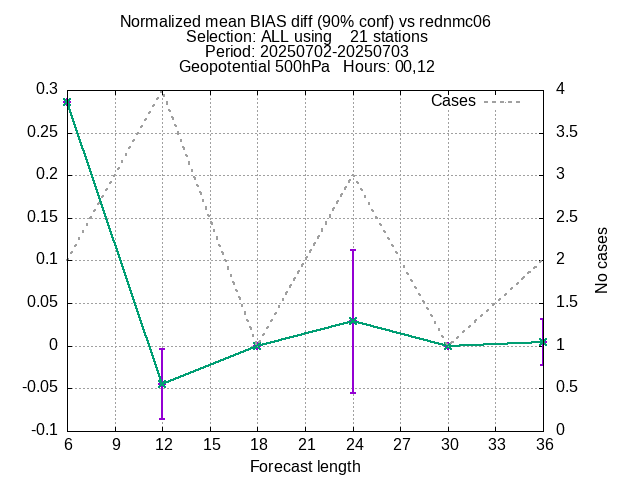 Normalized mean BIAS diff (90% conf) vs rednmc06
Selection: ALL using    21 stations
Period: 20250702-20250703
Geopotential 500hPa   Hours: 00,12
Cases
0.3
0.25
0.2
0.15
0.1
0.05
0
-0.05
-0.1
4
3.5
3
2.5
2
1.5
1
0.5
0
No cases
6 9 12 15 18 21 24 27 30 33 36
Forecast length